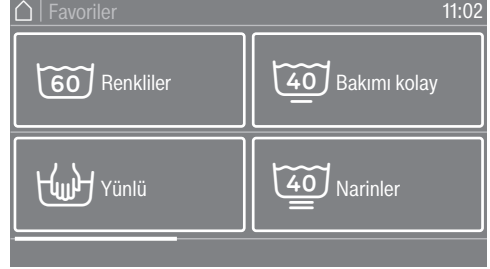 Favoriler 11:02
60 Renkliler
40 Bakımı kolay
Yünlü
40 Narinler